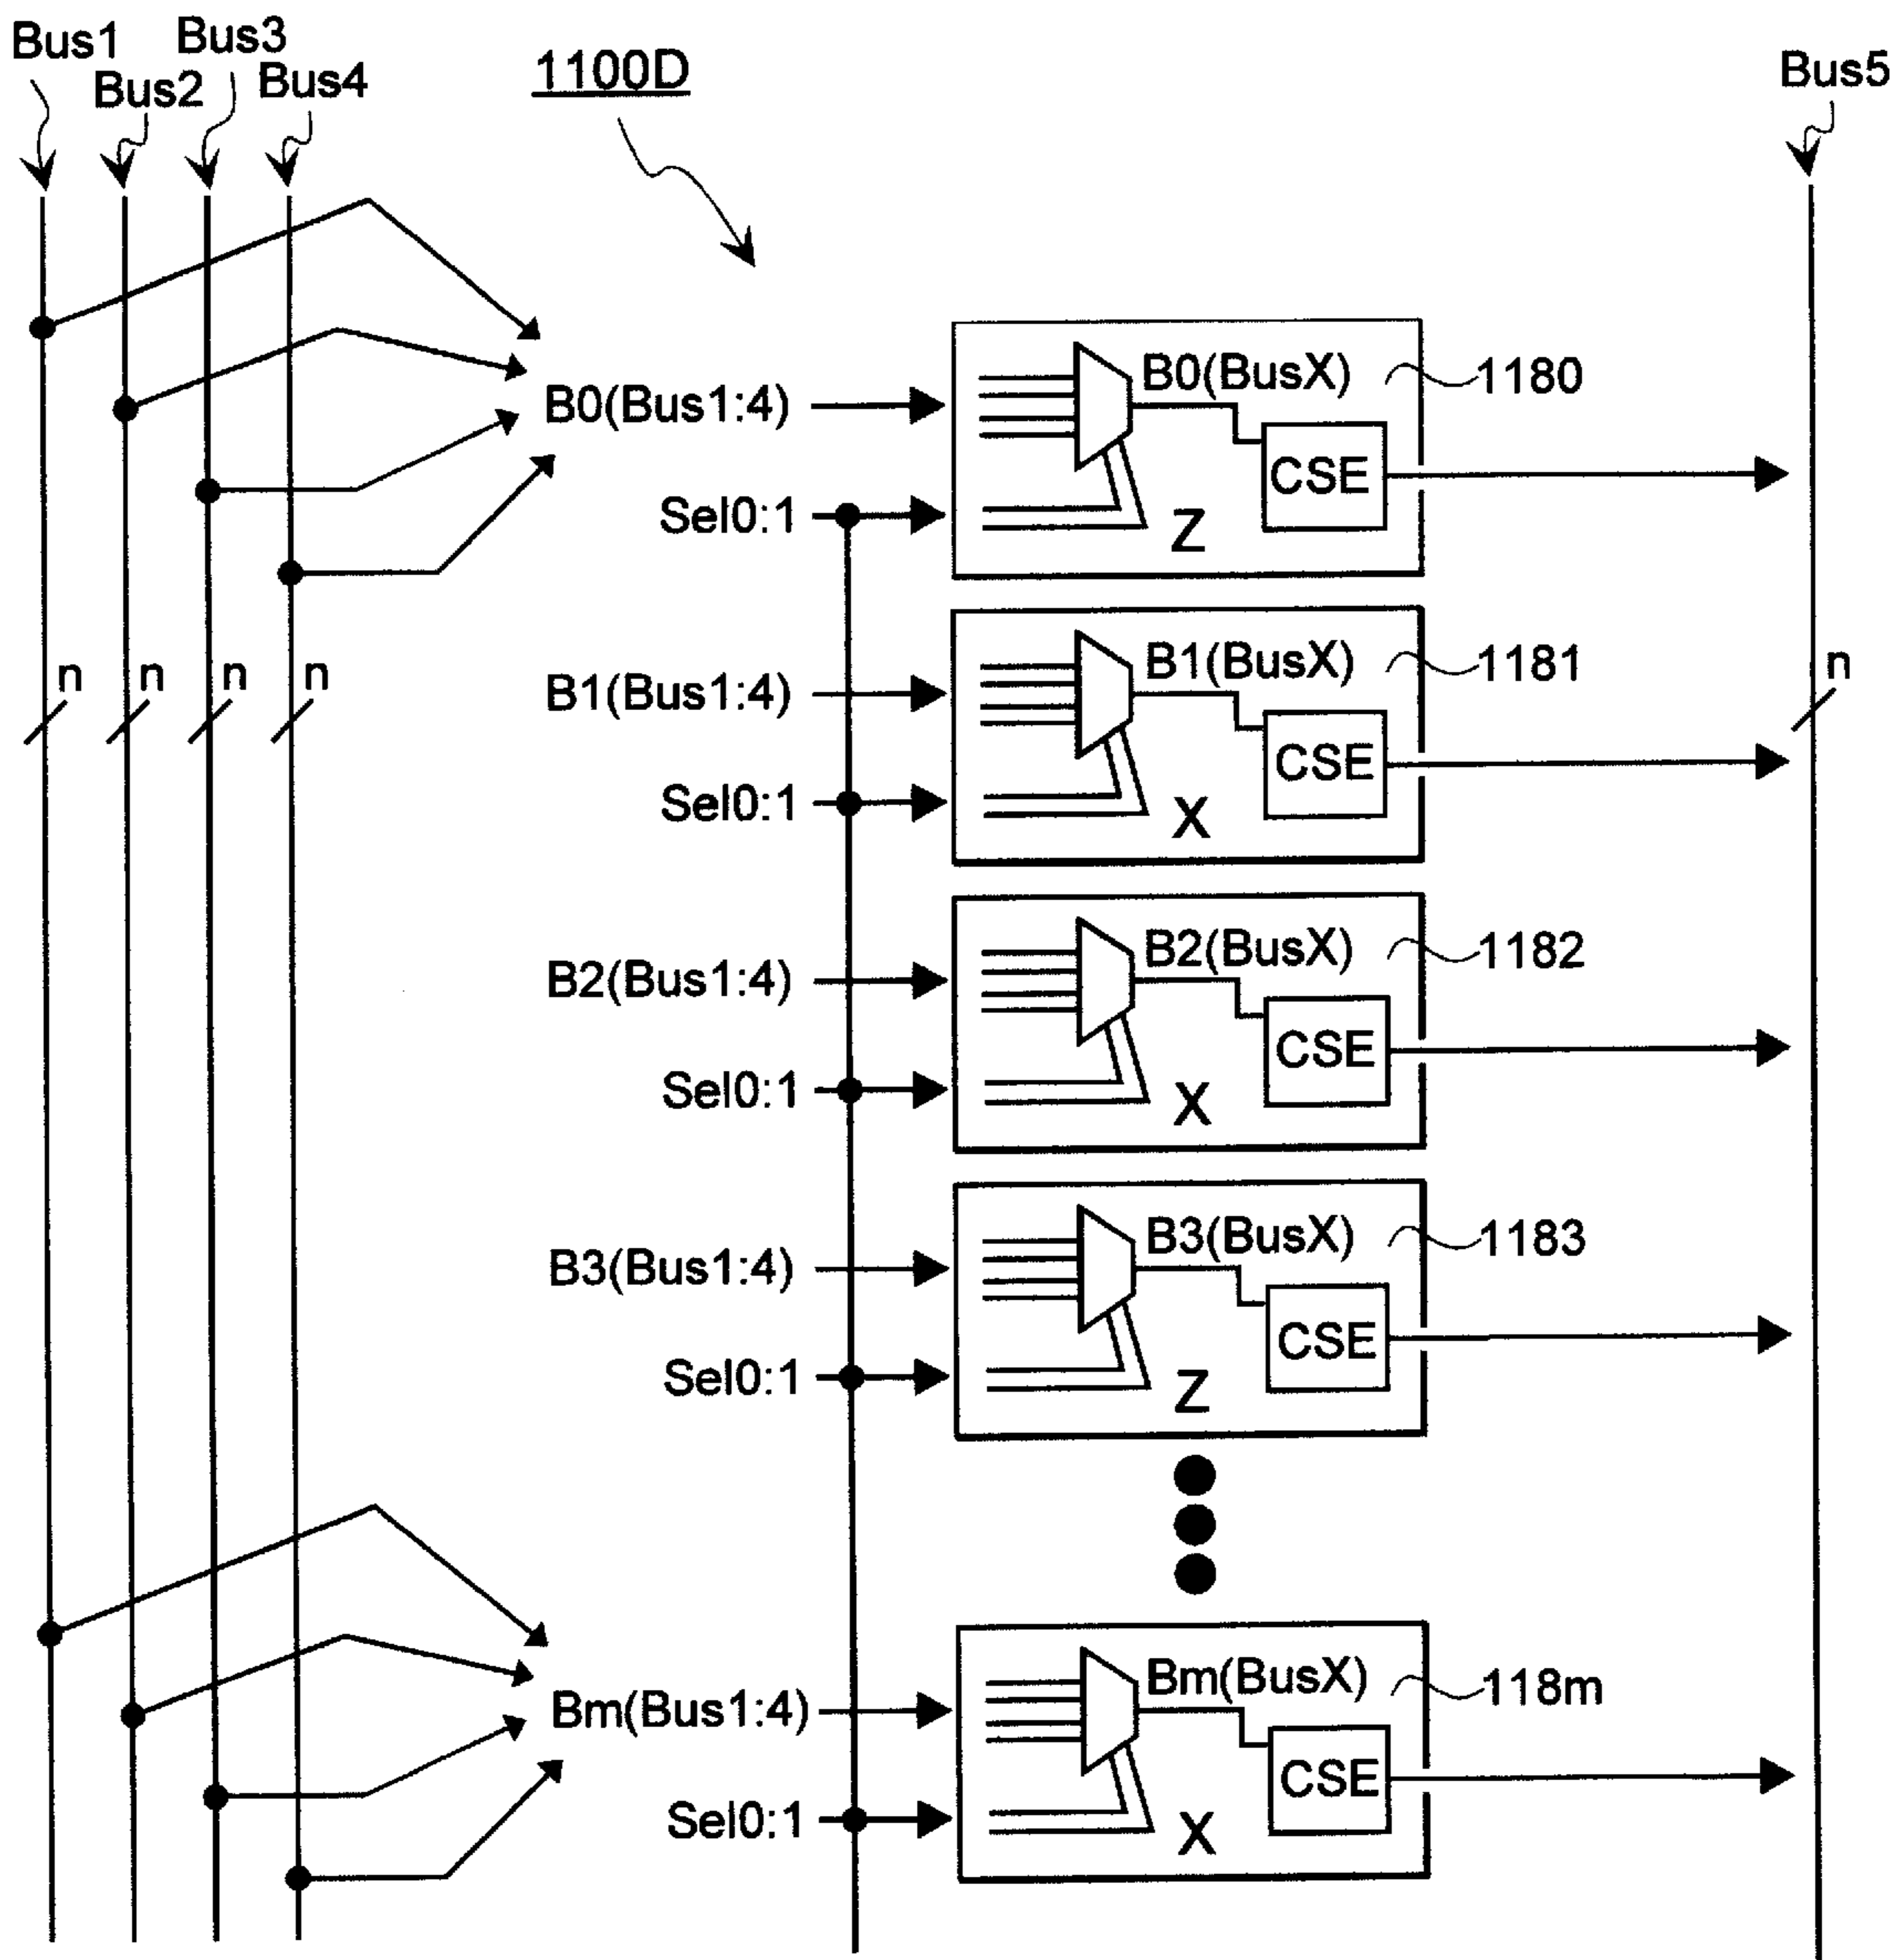 Bus1
Bus2
Bus3
Bus4
1100D
Bus5
B0(Bus1:4)
B0(BusX)
1180
CSE
Sel0:1
Z
n
n
n
n
n
B1(Bus1:4)
B1(BusX)
1181
CSE
Sel0:1
X
B2(Bus1:4)
B2(BusX)
1182
CSE
Sel0:1
X
B3(Bus1:4)
B3(BusX)
1183
CSE
Sel0:1
Z
Bm(Bus1:4)
Bm(BusX)
118m
CSE
Sel0:1
X